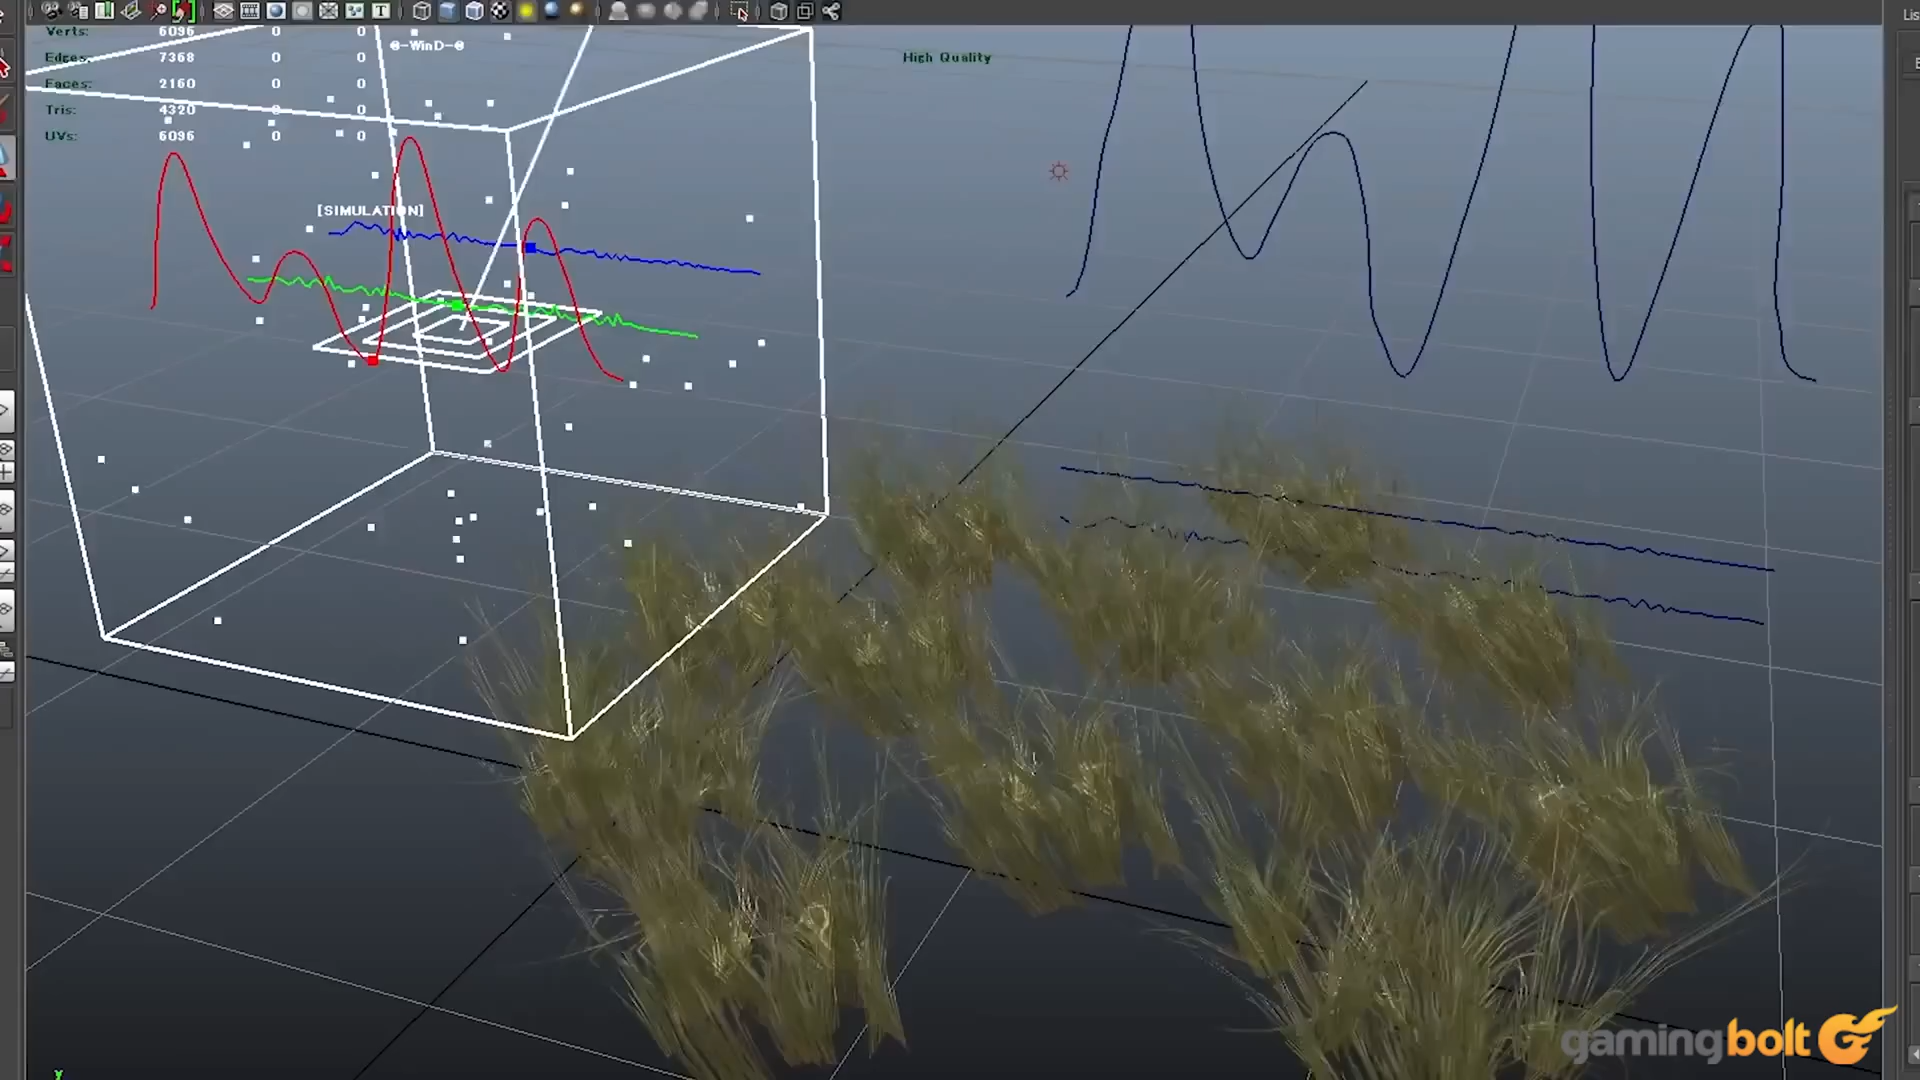 Lis
Verts: 6096 0 0
⊗-WinD-⊗
Edges: 7368 0 0
High Quality
Faces: 2160 0 0
Tris: 4320 0 0
UVs: 6096 0 0
[SIMULATION]
gamingbolt
Y